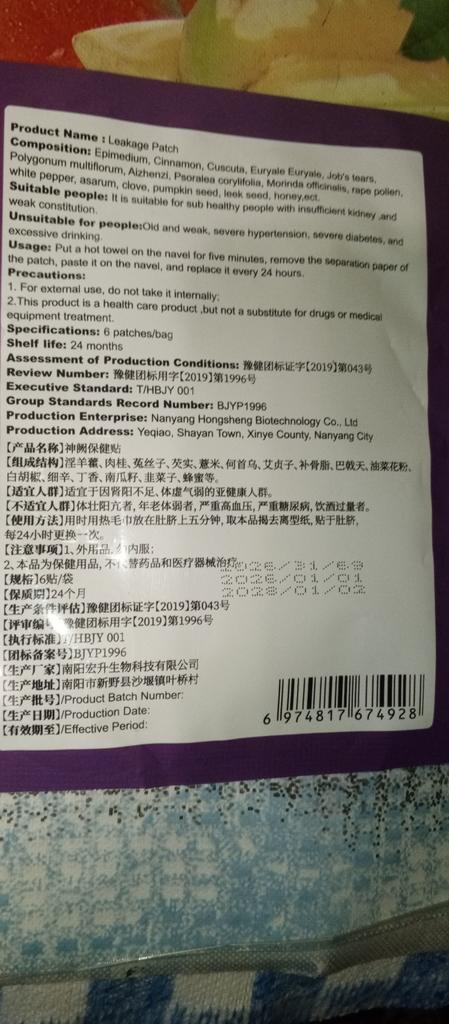 Product Name : Leakage Patch
Composition: Epimedium, Cinnamon, Cuscuta, Euryale Euryale, Job's tears,
Polygonum multiflorum, Aizhenzi, Psoralea corylifolia, Morinda officinalis, rape pollen,
white pepper, asarum, clove, pumpkin seed, leek seed, honey,ect.
Suitable people: It is suitable for sub healthy people with insufficient kidney ,and
weak constitution.
Unsuitable for people:Old and weak, severe hypertension, severe diabetes, and
excessive drinking.
Usage: Put a hot towel on the navel for five minutes, remove the separation paper of
the patch, paste it on the navel, and replace it every 24 hours.
Precautions:
1. For external use, do not take it internally;
2.This product is a health care product ,but not a substitute for drugs or medical
equipment treatment.
Specifications: 6 patches/bag
Shelf life: 24 months
Assessment of Production Conditions: 豫健团标证字【2019】第043号
Review Number: 豫健团标用字【2019】第1996号
Executive Standard: T/HBJY 001
Group Standards Record Number: BJYP1996
Production Enterprise: Nanyang Hongsheng Biotechnology Co., Ltd
Production Address: Yeqiao, Shayan Town, Xinye County, Nanyang City
【产品名称】神阙保健贴
【组成结构】淫羊藿、肉桂、菟丝子、芡实、薏米、何首乌、艾贞子、补骨脂、巴戟天、油菜花粉、
白胡椒、细辛、丁香、南瓜籽、韭菜子、蜂蜜等。
【适宜人群】适宜于因肾阳不足、体虚气弱的亚健康人群。
【不适宜人群】体壮阳亢者, 年老体弱者, 严重高血压, 严重糖尿病, 饮酒过量者。
【使用方法】用时用热毛巾放在肚脐上五分钟, 取本品揭去离型纸, 贴于肚脐,
每24小时更换一次。
【注意事项】1、外用品, 勿内服;
2、本品为保健用品, 不代替药品和医疗器械治疗。
2026/31/69
【规格】6贴/袋 2026/01/01
【保质期】24个月 2028/01/02
【生产条件评估】豫健团标证字【2019】第043号
【评审编号】豫健团标用字【2019】第1996号
【执行标准】T/HBJY 001
【团标备案号】BJYP1996
【生产厂家】南阳宏升生物科技有限公司
【生产地址】南阳市新野县沙堰镇叶桥村
【生产批号】/Product Batch Number:
【生产日期】/Production Date:
【有效期至】/Effective Period:
6 974817 674928